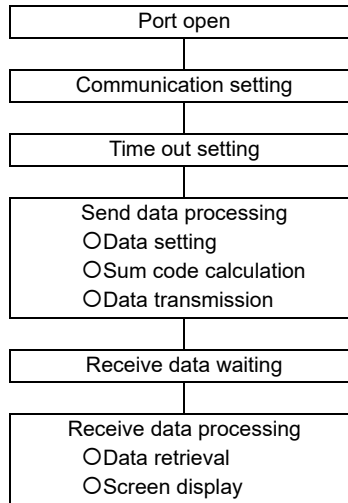 Port open
Communication setting
Time out setting
Send data processing
○Data setting
○Sum code calculation
○Data transmission
Receive data waiting
Receive data processing
○Data retrieval
○Screen display